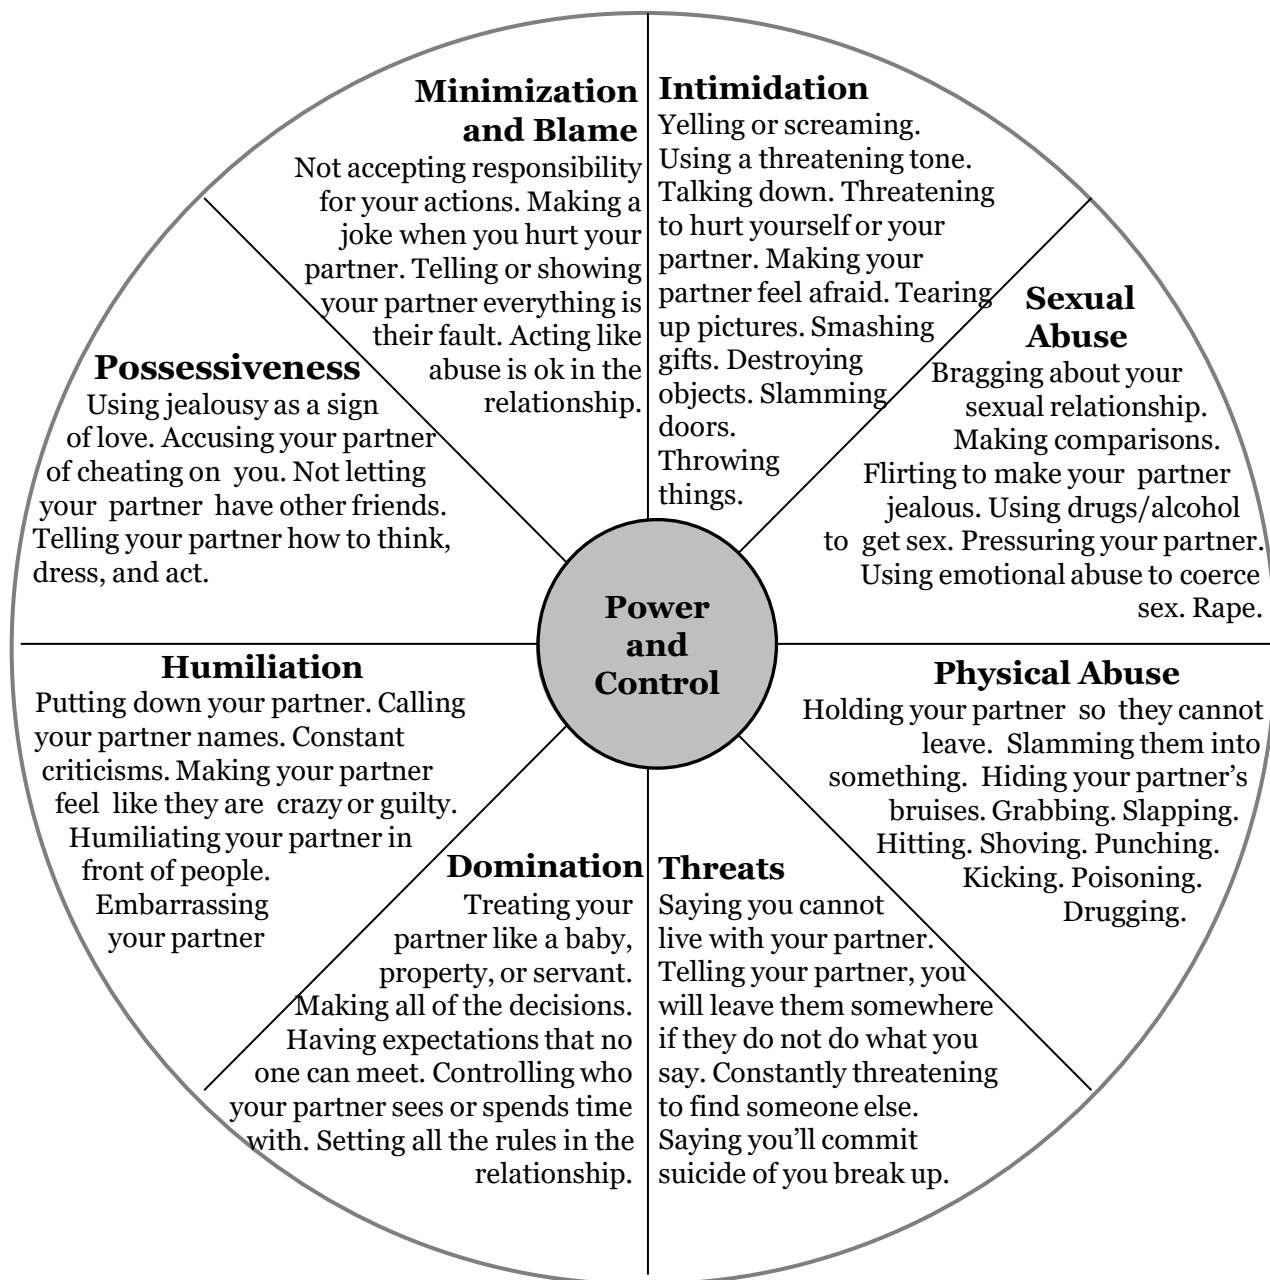 Minimization
and Blame
Not accepting responsibility
for your actions. Making a
joke when you hurt your
partner. Telling or showing
your partner everything is
their fault. Acting like
abuse is ok in the
relationship.
Intimidation
Yelling or screaming.
Using a threatening tone.
Talking down. Threatening
to hurt yourself or your
partner. Making your
partner feel afraid. Tearing
up pictures. Smashing
gifts. Destroying
objects. Slamming
doors.
Throwing
things.
Sexual
Abuse
Bragging about your
sexual relationship.
Making comparisons.
Flirting to make your partner
jealous. Using drugs/alcohol
to get sex. Pressuring your partner.
Using emotional abuse to coerce
sex. Rape.
Possessiveness
Using jealousy as a sign
of love. Accusing your partner
of cheating on you. Not letting
your partner have other friends.
Telling your partner how to think,
dress, and act.
Power
and
Control
Humiliation
Putting down your partner. Calling
your partner names. Constant
criticisms. Making your partner
feel like they are crazy or guilty.
Humiliating your partner in
front of people.
Embarrassing
your partner
Physical Abuse
Holding your partner so they cannot
leave. Slamming them into
something. Hiding your partner's
bruises. Grabbing. Slapping.
Hitting. Shoving. Punching.
Kicking. Poisoning.
Drugging.
Domination
Treating your
partner like a baby,
property, or servant.
Making all of the decisions.
Having expectations that no
one can meet. Controlling who
your partner sees or spends time
with. Setting all the rules in the
relationship.
Threats
Saying you cannot
live with your partner.
Telling your partner, you
will leave them somewhere
if they do not do what you
say. Constantly threatening
to find someone else.
Saying you'll commit
suicide of you break up.